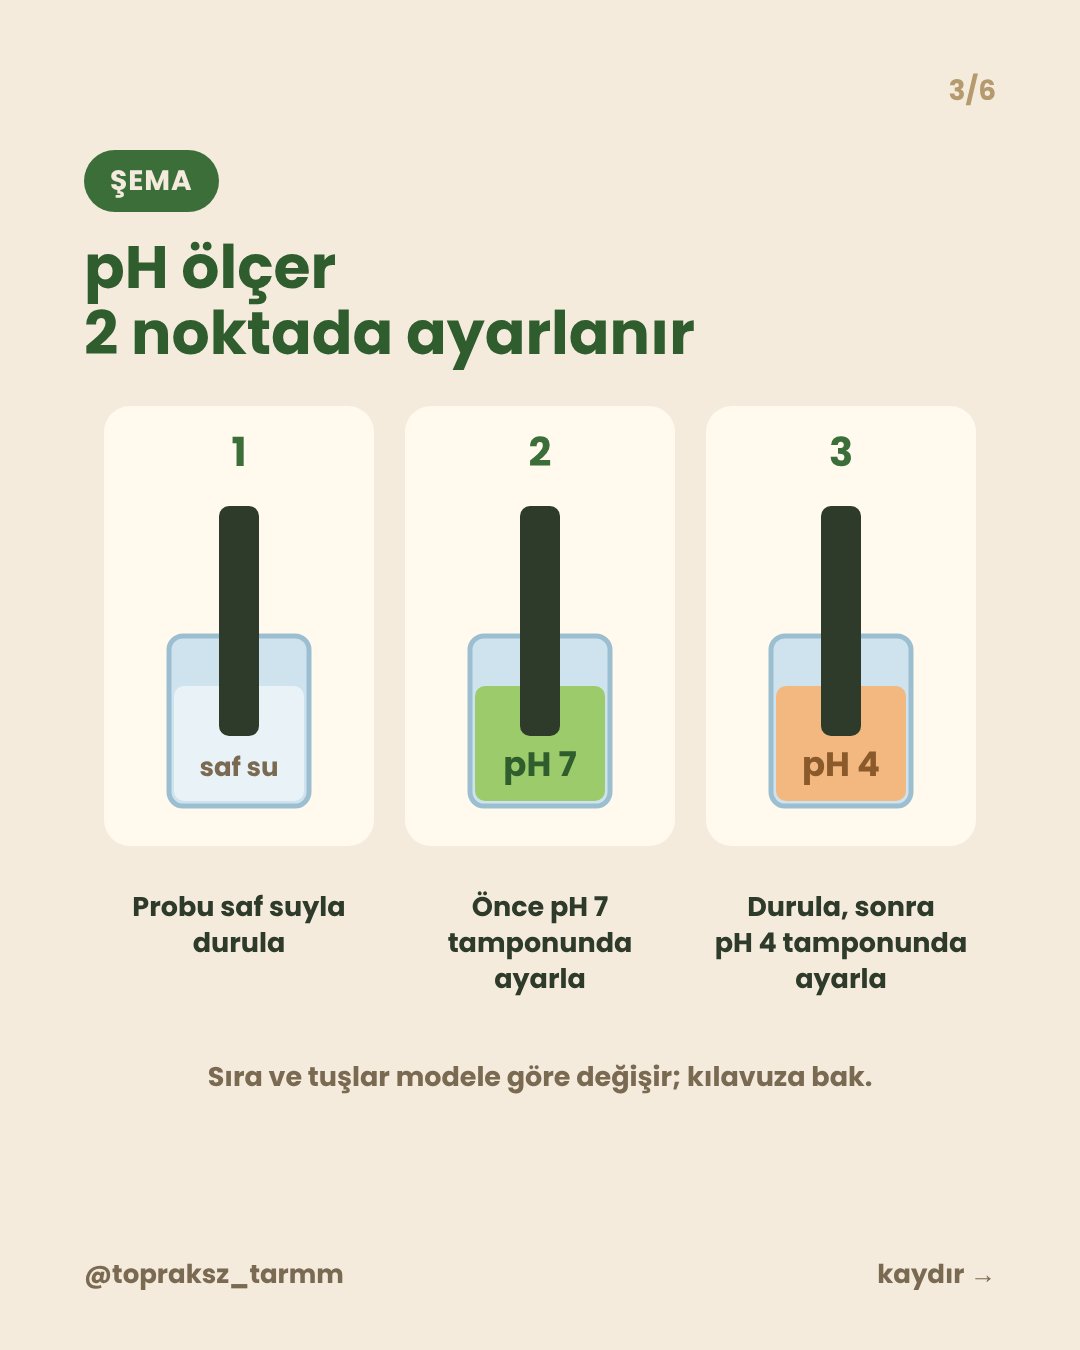 3/6
ŞEMA
pH ölçer
2 noktada ayarlanır
1
2
3
saf su
pH 7
pH 4
Probu saf suyla
durula
Önce pH 7
tamponunda
ayarla
Durula, sonra
pH 4 tamponunda
ayarla
Sıra ve tuşlar modele göre değişir; kılavuza bak.
@topraksz_tarmm
kaydır →